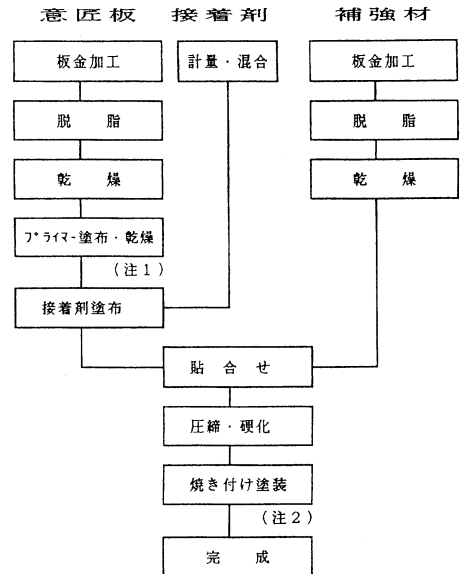 意匠板 接着剤 補強材
板金加工 計量・混合 板金加工
脱脂 脱脂
乾燥 乾燥
プライマー塗布・乾燥
(注1)
接着剤塗布
貼合せ
圧締・硬化
焼き付け塗装
(注2)
完成